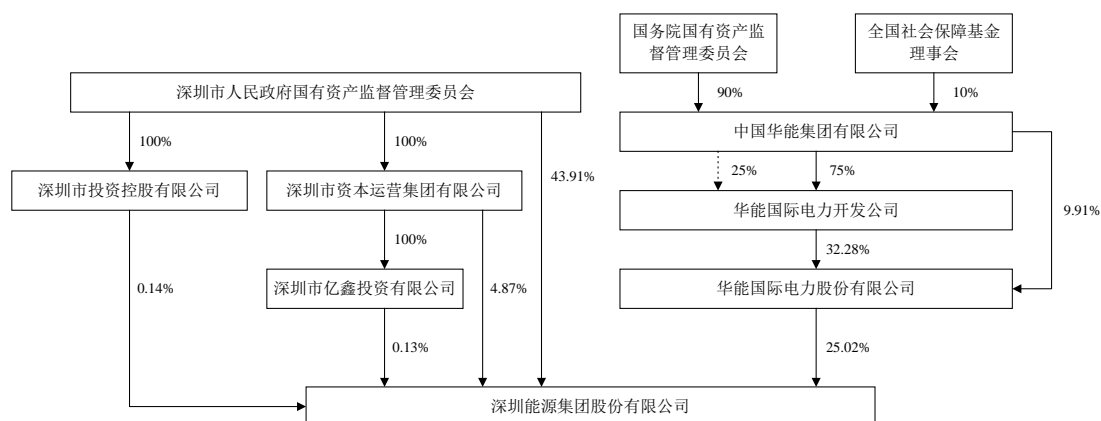 国务院国有资产监
督管理委员会
全国社会保障基金
理事会
深圳市人民政府国有资产监督管理委员会
90%
10%
中国华能集团有限公司
100%
100%
43.91%
25%
75%
9.91%
深圳市投资控股有限公司
深圳市资本运营集团有限公司
华能国际电力开发公司
100%
32.28%
0.14%
深圳市亿鑫投资有限公司
4.87%
华能国际电力股份有限公司
0.13%
25.02%
深圳能源集团股份有限公司